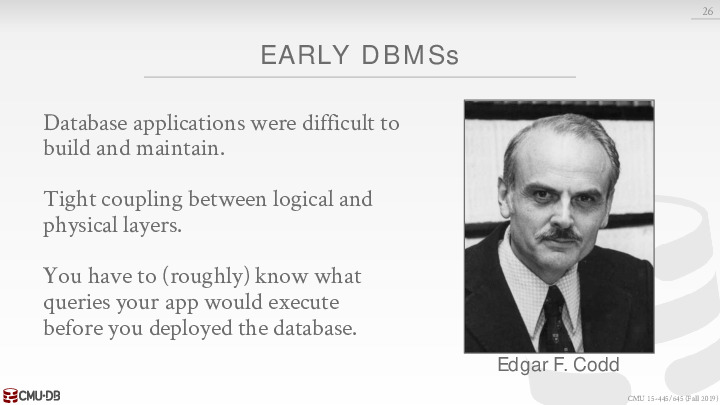 26
EARLY DBMSs
Database applications were difficult to
build and maintain.
Tight coupling between logical and
physical layers.
You have to (roughly) know what
queries your app would execute
before you deployed the database.
Edgar F. Codd
CMU·DB
CMU 15-445/645 (Fall 2019)